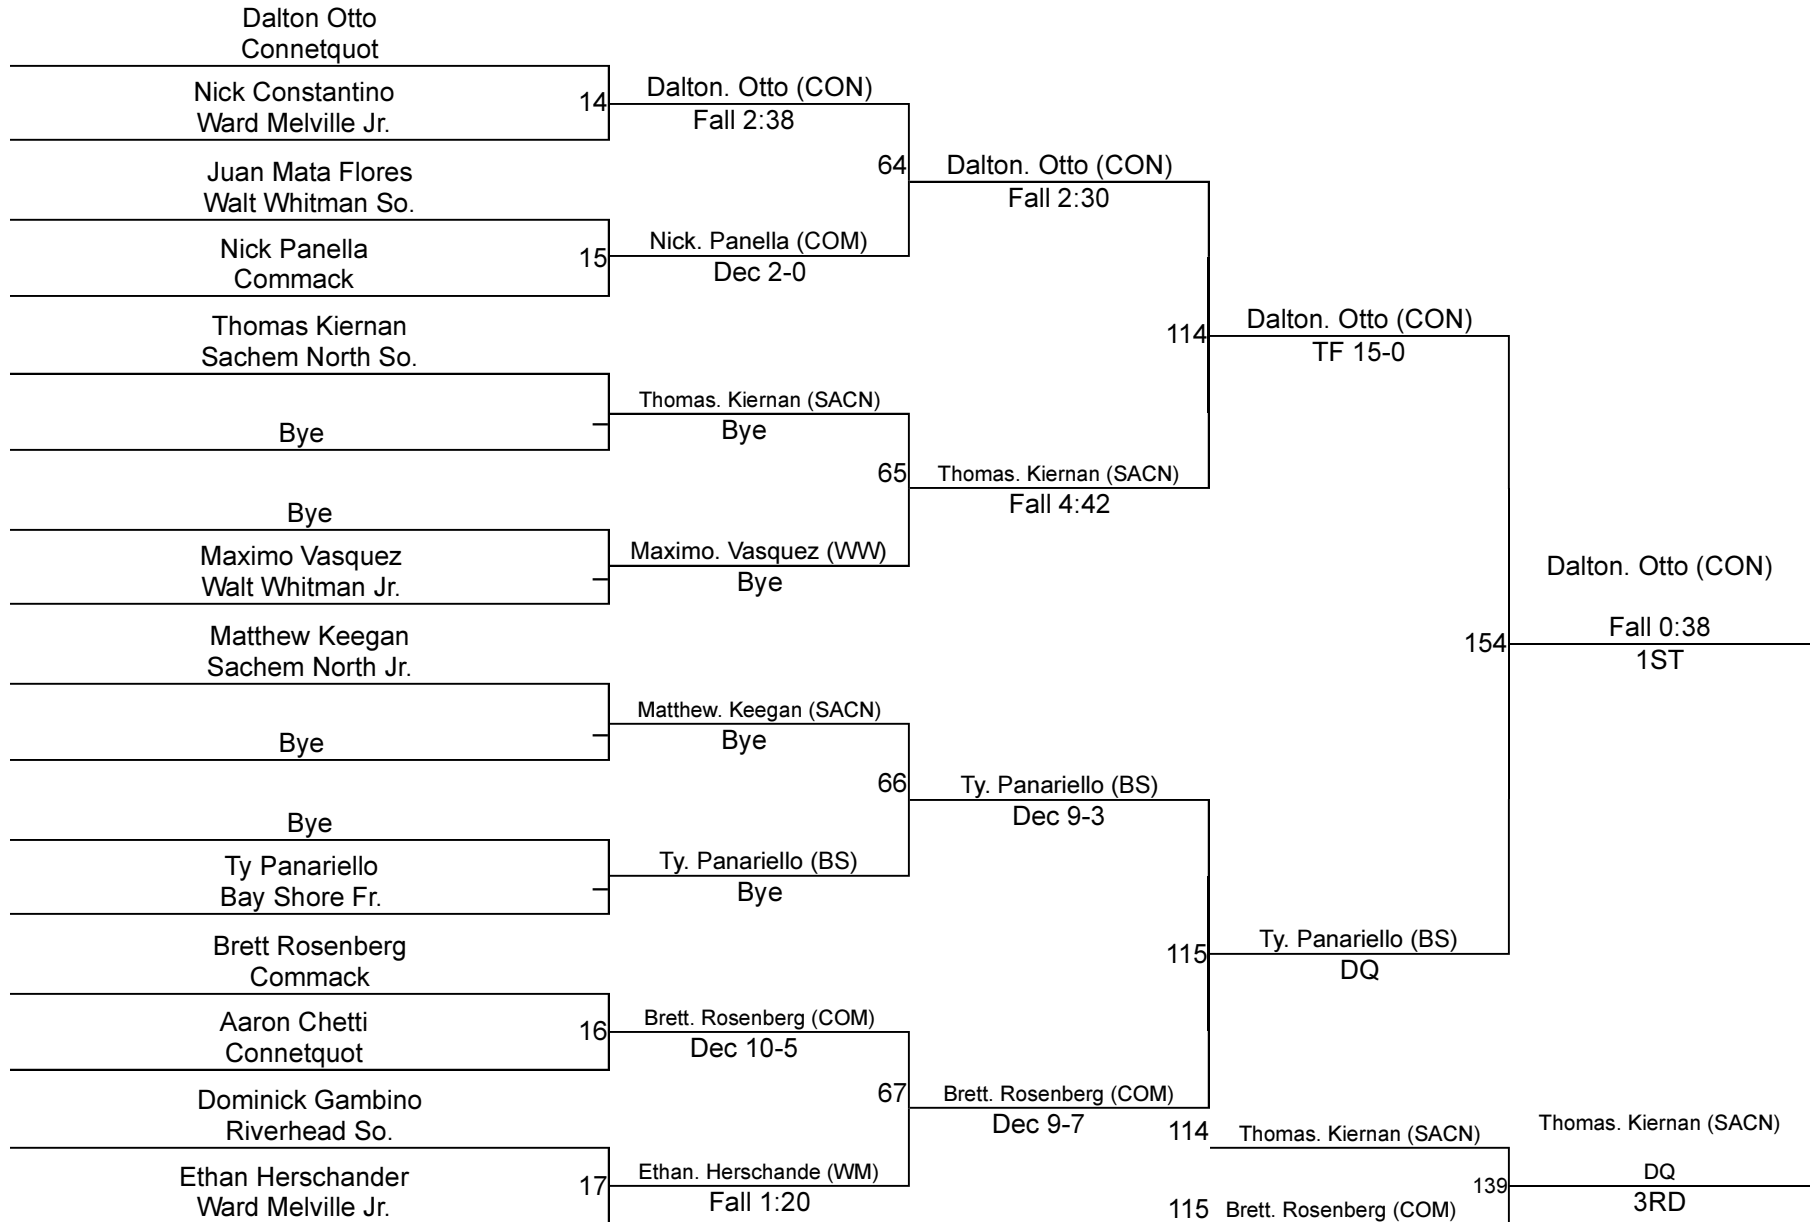 Dalton Otto
Connetquot
Nick Constantino
Ward Melville Jr.
14
Dalton. Otto (CON)
Fall 2:38
Juan Mata Flores
Walt Whitman So.
64
Dalton. Otto (CON)
Fall 2:30
Nick Panella
Commack
15
Nick. Panella (COM)
Dec 2-0
Thomas Kiernan
Sachem North So.
114
Dalton. Otto (CON)
TF 15-0
Thomas. Kiernan (SACN)
Bye
Bye
65
Thomas. Kiernan (SACN)
Fall 4:42
Bye
Maximo Vasquez
Walt Whitman Jr.
Maximo. Vasquez (WW)
Bye
Dalton. Otto (CON)
154
Fall 0:38
1ST
Matthew Keegan
Sachem North Jr.
Matthew. Keegan (SACN)
Bye
Bye
66
Ty. Panariello (BS)
Dec 9-3
Bye
Ty Panariello
Bay Shore Fr.
Ty. Panariello (BS)
Bye
Brett Rosenberg
Commack
115
Ty. Panariello (BS)
DQ
Aaron Chetti
Connetquot
16
Brett. Rosenberg (COM)
Dec 10-5
Dominick Gambino
Riverhead So.
67
Brett. Rosenberg (COM)
Dec 9-7
114
Thomas. Kiernan (SACN)
Thomas. Kiernan (SACN)
Ethan Herschander
Ward Melville Jr.
17
Ethan. Herschande (WM)
Fall 1:20
139
DQ
3RD
115
Brett. Rosenberg (COM)